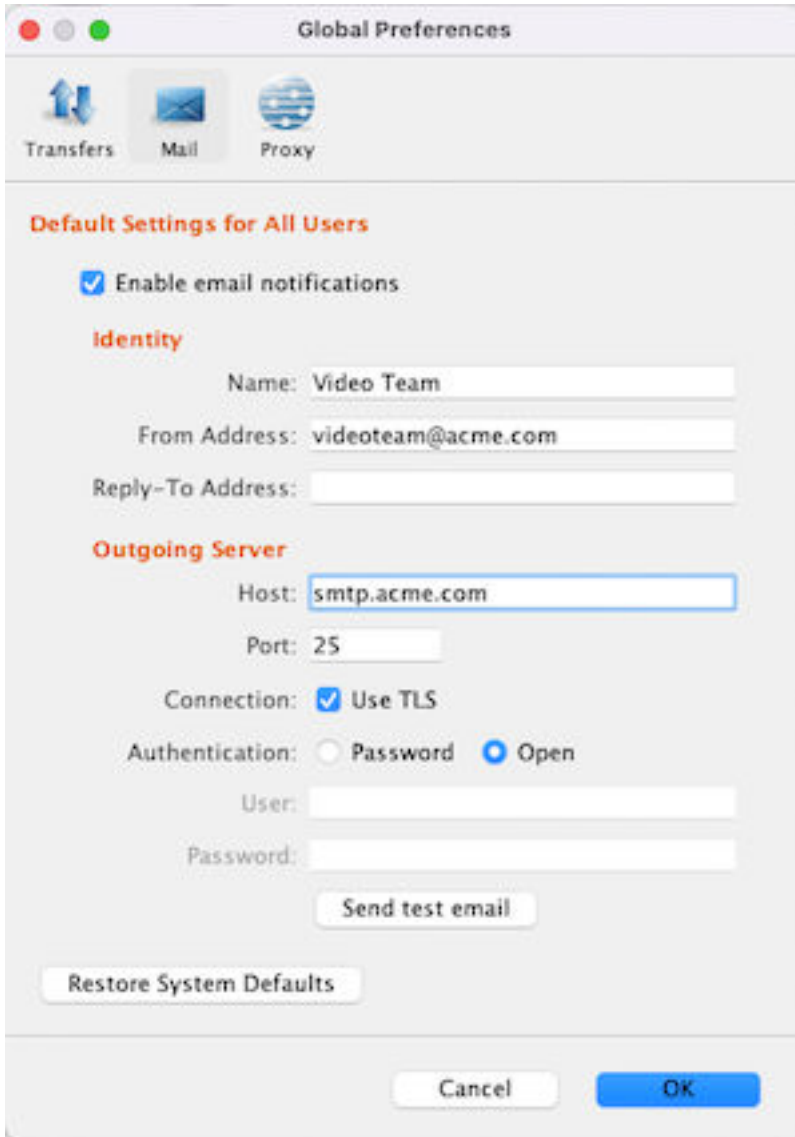 Global Preferences
Transfers Mail Proxy
Default Settings for All Users
Enable email notifications
Identity
Name: Video Team
From Address: videoteam@acme.com
Reply-To Address:
Outgoing Server
Host: smtp.acme.com
Port: 25
Connection: Use TLS
Authentication: Password Open
User:
Password:
Send test email
Restore System Defaults
Cancel OK